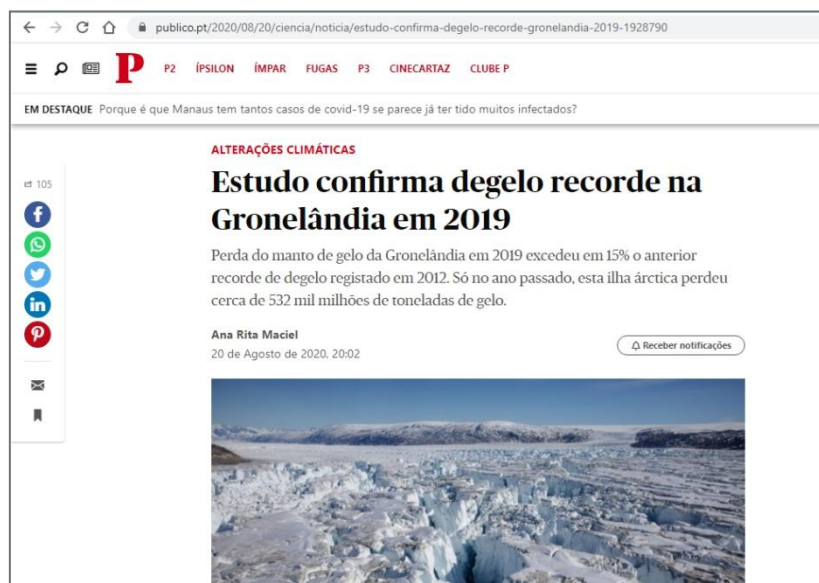 publico.pt/2020/08/20/ciencia/noticia/estudo-confirma-degelo-recorde-gronelandia-2019-1928790
P P2 ÍPSILON ÍMPAR FUGAS P3 CINECARTAZ CLUBE P
EM DESTAQUE Porque é que Manaus tem tantos casos de covid-19 se parece já ter tido muitos infectados?
105
ALTERAÇÕES CLIMÁTICAS
Estudo confirma degelo recorde na
Gronelândia em 2019
Perda do manto de gelo da Gronelândia em 2019 excedeu em 15% o anterior
recorde de degelo registado em 2012. Só no ano passado, esta ilha árctica perdeu
cerca de 532 mil milhões de toneladas de gelo.
Ana Rita Maciel
20 de Agosto de 2020, 20:02
Receber notificações